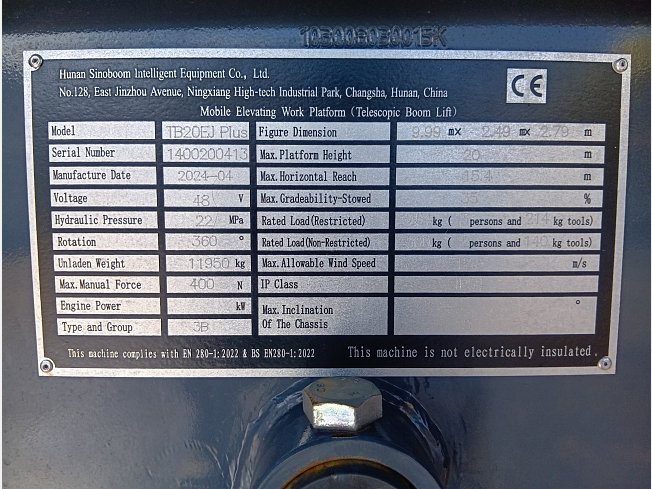 Hunan Sinoboom Intelligent Equipment Co., Ltd.
No.128, East Jinzhou Avenue, Ningxiang High-tech Industrial Park, Changsha, Hunan, China
CE
Mobile Elevating Work Platform (Telescopic Boom Lift)
Model TB20EJ Plus Figure Dimension 9.99 m× 2.49 m× 2.79 m
Serial Number 1400200413 Max.Platform Height 20 m
Manufacture Date 2024-04 Max.Horizontal Reach 15.4 m
Voltage 48 V Max.Gradeability-Stowed %
Hydraulic Pressure 22 MPa Rated Load(Restricted) kg ( persons and kg tools)
Rotation 360 ° Rated Load(Non-Restricted) kg ( persons and kg tools)
Unladen Weight 11950 kg Max.Allowable Wind Speed m/s
Max.Manual Force 400 N IP Class
Engine Power kW Max.Inclination Of The Chassis °
Type and Group 3B
This machine complies with EN 280-1:2022 & BS EN280-1:2022 This machine is not electrically insulated.